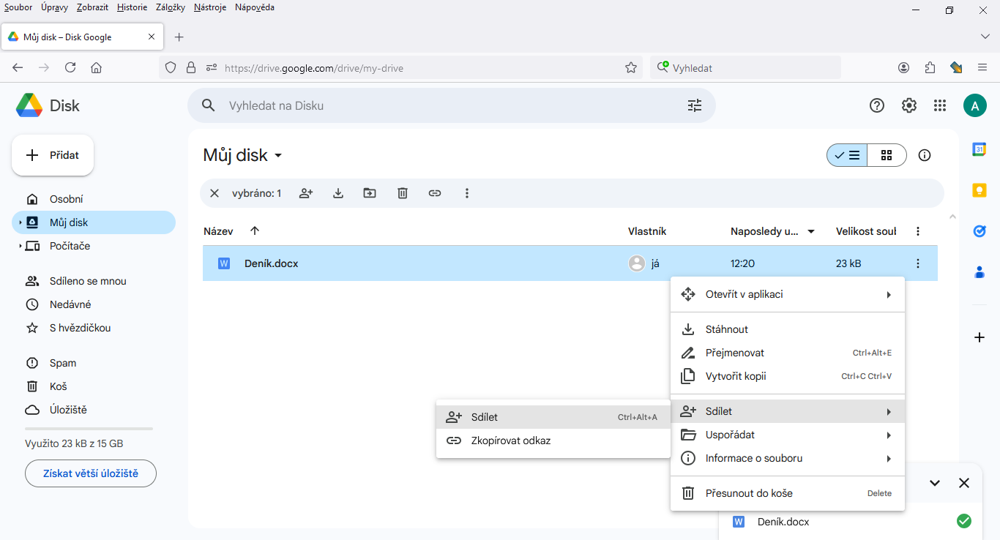 Soubor Úpravy Zobrazit Historie Záložky Nástroje Nápověda
Můj disk – Disk Google
https://drive.google.com/drive/my-drive
Vyhledat
Disk
Vyhledat na Disku
A
Přidat
Můj disk
31
vybráno: 1
Osobní
Můj disk
Počítače
Název Vlastník Naposledy u... Velikost soub
W Deník.docx já 12:20 23 kB
Sdíleno se mnou
Nedávné
S hvězdičkou
Spam
Koš
Úložiště
Využito 23 kB z 15 GB
Získat větší úložiště
Otevřít v aplikaci
Stáhnout
Přejmenovat Ctrl+Alt+E
Vytvořit kopii Ctrl+C Ctrl+V
Sdílet
Uspořádat
Informace o souboru
Přesunout do koše Delete
Sdílet Ctrl+Alt+A
Zkopírovat odkaz
W Deník.docx